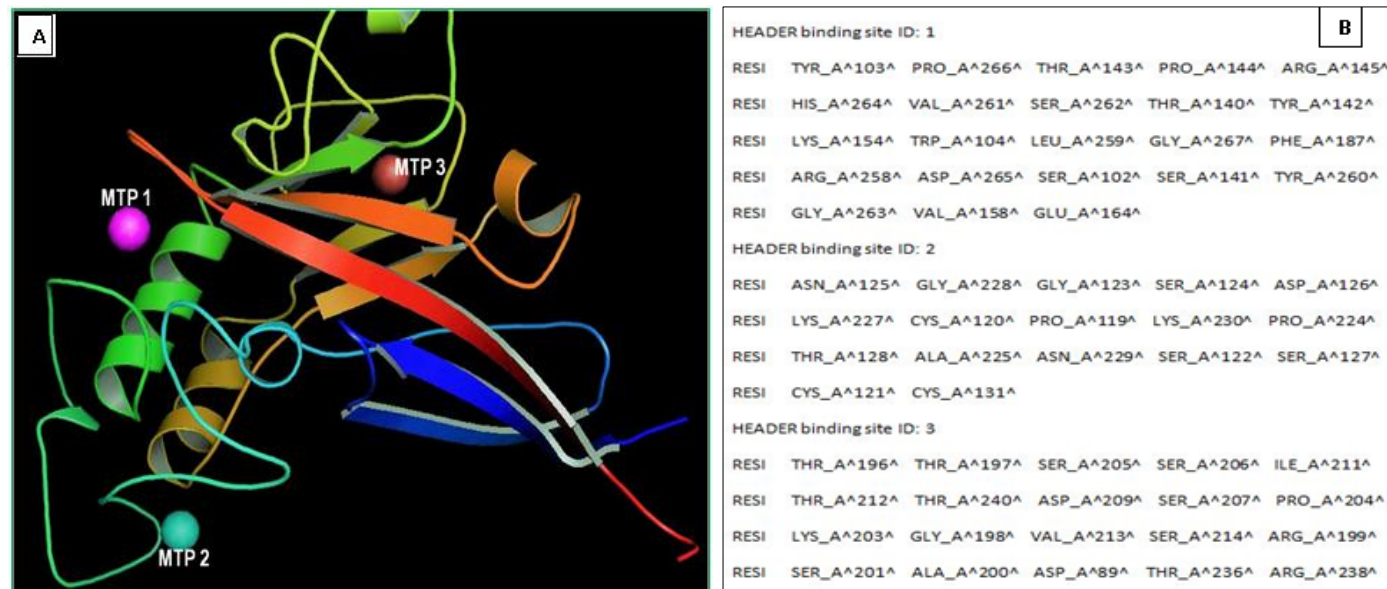 A
MTP 1
MTP 3
MTP 2
B
HEADER binding site ID: 1
RESI TYR_A^103^ PRO_A^266^ THR_A^143^ PRO_A^144^ ARG_A^145^
RESI HIS_A^264^ VAL_A^261^ SER_A^262^ THR_A^140^ TYR_A^142^
RESI LYS_A^154^ TRP_A^104^ LEU_A^259^ GLY_A^267^ PHE_A^187^
RESI ARG_A^258^ ASP_A^265^ SER_A^102^ SER_A^141^ TYR_A^260^
RESI GLY_A^263^ VAL_A^158^ GLU_A^164^
HEADER binding site ID: 2
RESI ASN_A^125^ GLY_A^228^ GLY_A^123^ SER_A^124^ ASP_A^126^
RESI LYS_A^227^ CYS_A^120^ PRO_A^119^ LYS_A^230^ PRO_A^224^
RESI THR_A^128^ ALA_A^225^ ASN_A^229^ SER_A^122^ SER_A^127^
RESI CYS_A^121^ CYS_A^131^
HEADER binding site ID: 3
RESI THR_A^196^ THR_A^197^ SER_A^205^ SER_A^206^ ILE_A^211^
RESI THR_A^212^ THR_A^240^ ASP_A^209^ SER_A^207^ PRO_A^204^
RESI LYS_A^203^ GLY_A^198^ VAL_A^213^ SER_A^214^ ARG_A^199^
RESI SER_A^201^ ALA_A^200^ ASP_A^89^ THR_A^236^ ARG_A^238^